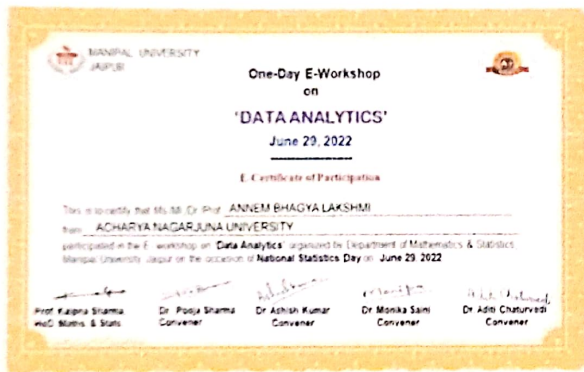 MANIPAL UNIVERSITY
JAIPUR
One-Day E-Workshop
on
'DATA ANALYTICS'
June 29, 2022
E-Certificate of Participation
This is to certify that Ms/Mr/Dr/Prof ANNEM BHAGYA LAKSHMI
from ACHARYA NAGARJUNA UNIVERSITY
participated in the E-workshop on 'Data Analytics' organized by Department of Mathematics & Statistics
Manipal University Jaipur on the occasion of National Statistics Day on June 29, 2022
Prof Kalpna Sharma
HoD Maths & Stats
Dr Pooja Sharma
Convener
Dr Ashish Kumar
Convener
Dr Monika Saini
Convener
Dr Aditi Chaturvedi
Convener